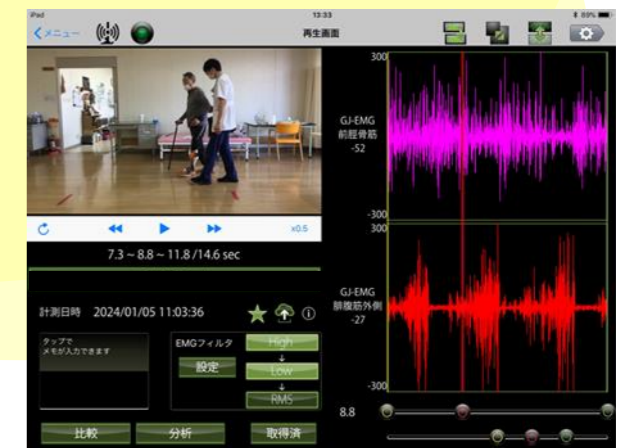 iPad
13:33
89%
メニュー
再生画面
300
GJ-EMG
前脛骨筋
-52
-300
x0.5
7.3 ~ 8.8 ~ 11.8 /14.6 sec
300
GJ-EMG
腓腹筋外側
-27
-300
計測日時 2024/01/05 11:03:36
タップで
メモが入力できます
EMGフィルタ
設定
High
↓
Low
↓
RMS
8.8
比較
分析
取得済